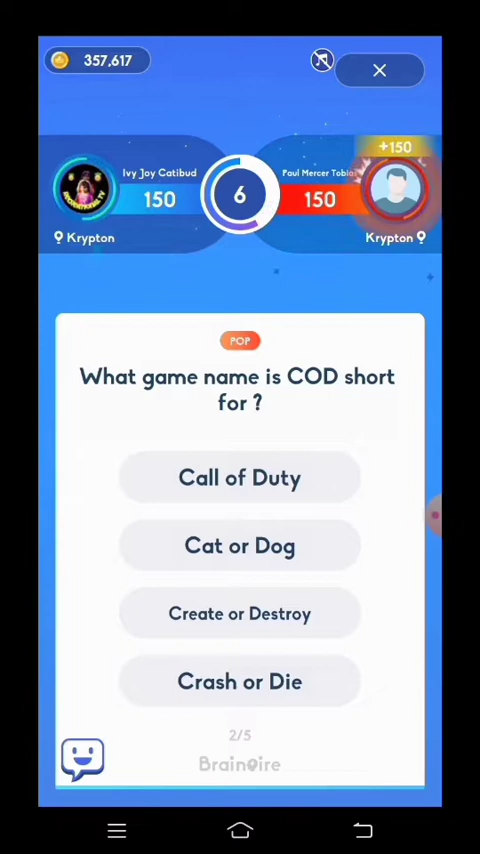 357,617
+150
Ivy Joy Catibud
Paul Mercer Tobia
150
6
150
Krypton
Krypton
POP
What game name is COD short
for ?
Call of Duty
Cat or Dog
Create or Destroy
Crash or Die
2/5
Brainoire